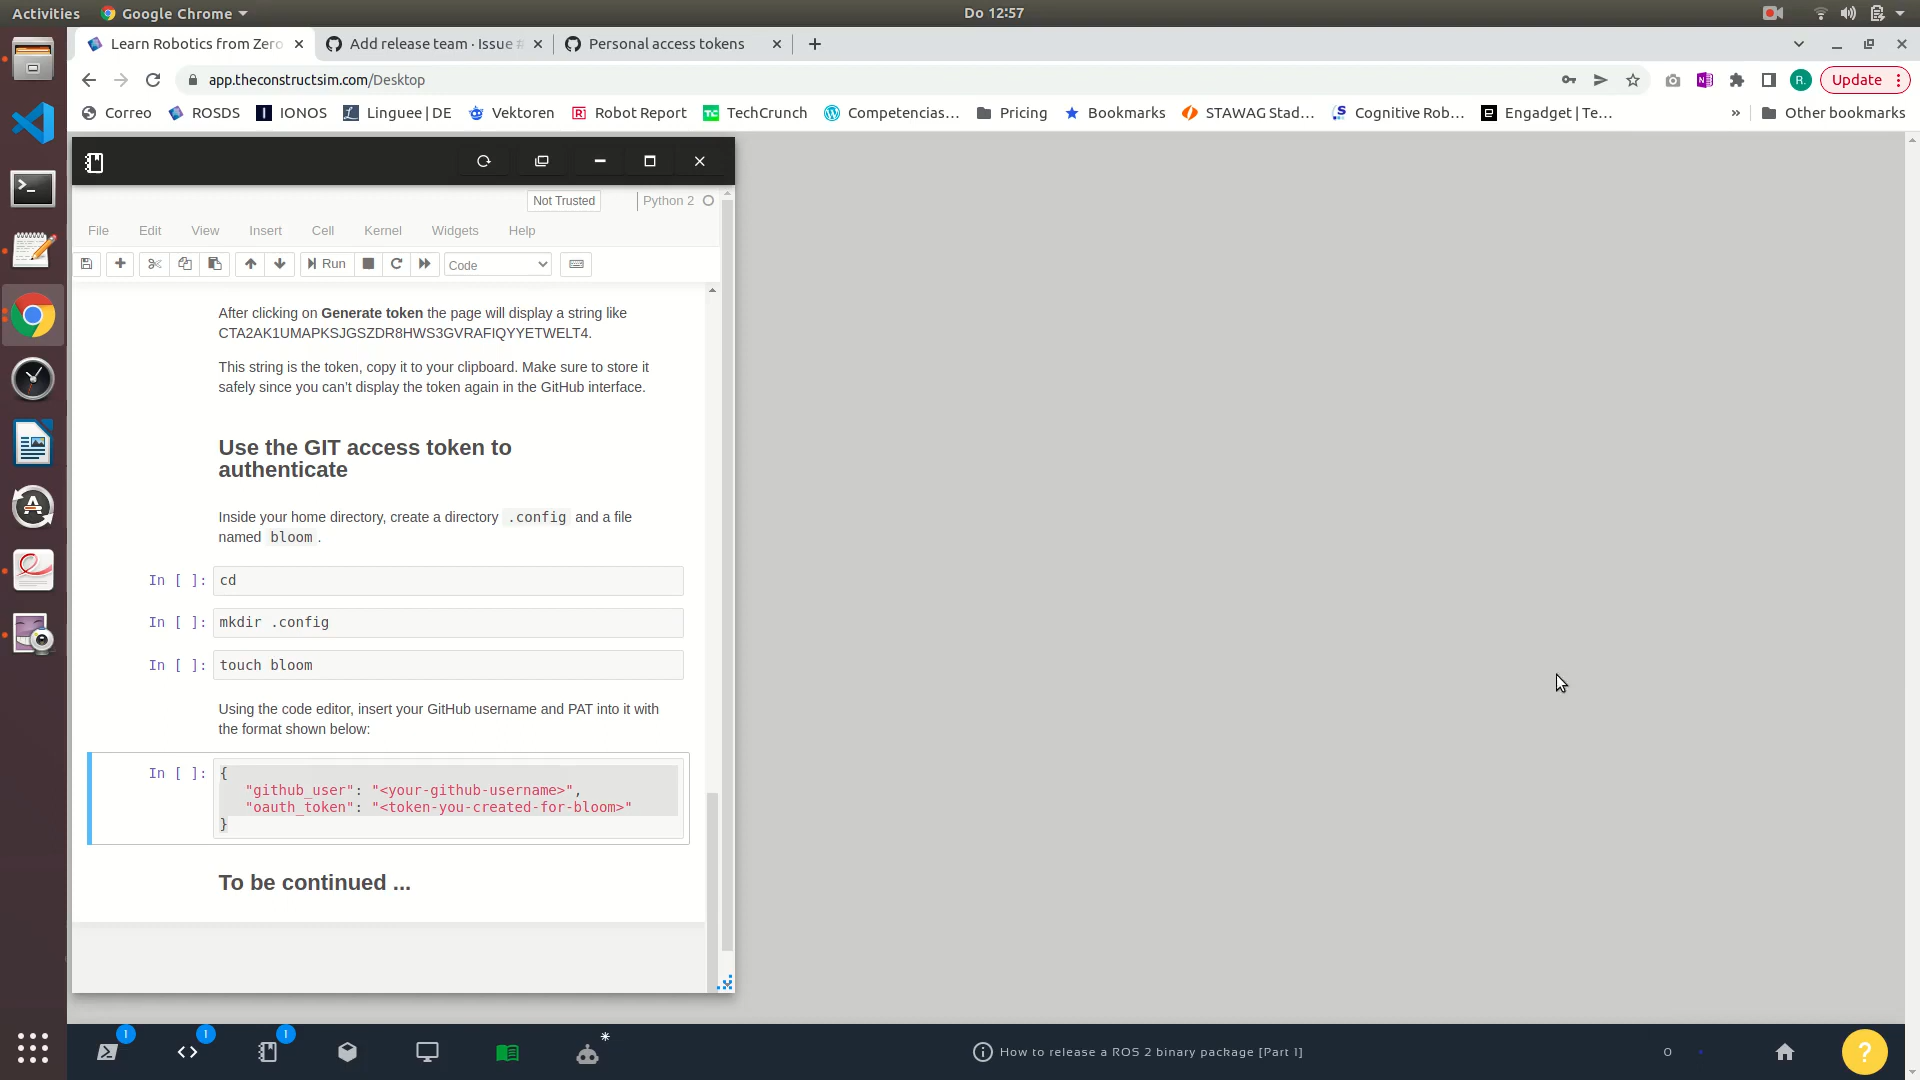 Activities
Google Chrome
Do 12:57
Learn Robotics from Zero
Add release team · Issue #
Personal access tokens
app.theconstructsim.com/Desktop
R.
Update
Correo
ROSDS
IONOS
Linguee | DE
Vektoren
Robot Report
TechCrunch
Competencias...
Pricing
Bookmarks
STAWAG Stad...
Cognitive Rob...
Engadget | Te...
»
Other bookmarks
Not Trusted
Python 2
File
Edit
View
Insert
Cell
Kernel
Widgets
Help
Run
Code
After clicking on Generate token the page will display a string like
CTA2AK1UMAPKSJGSZDR8HWS3GVRAFIQYYETWELT4.
This string is the token, copy it to your clipboard. Make sure to store it
safely since you can't display the token again in the GitHub interface.
Use the GIT access token to
authenticate
Inside your home directory, create a directory .config and a file
named bloom .
In [ ]: cd
In [ ]: mkdir .config
In [ ]: touch bloom
Using the code editor, insert your GitHub username and PAT into it with
the format shown below:
In [ ]: {
"github_user": "<your-github-username>",
"oauth_token": "<token-you-created-for-bloom>"
}
To be continued ...
1
1
1
How to release a ROS 2 binary package [Part 1]
0
?